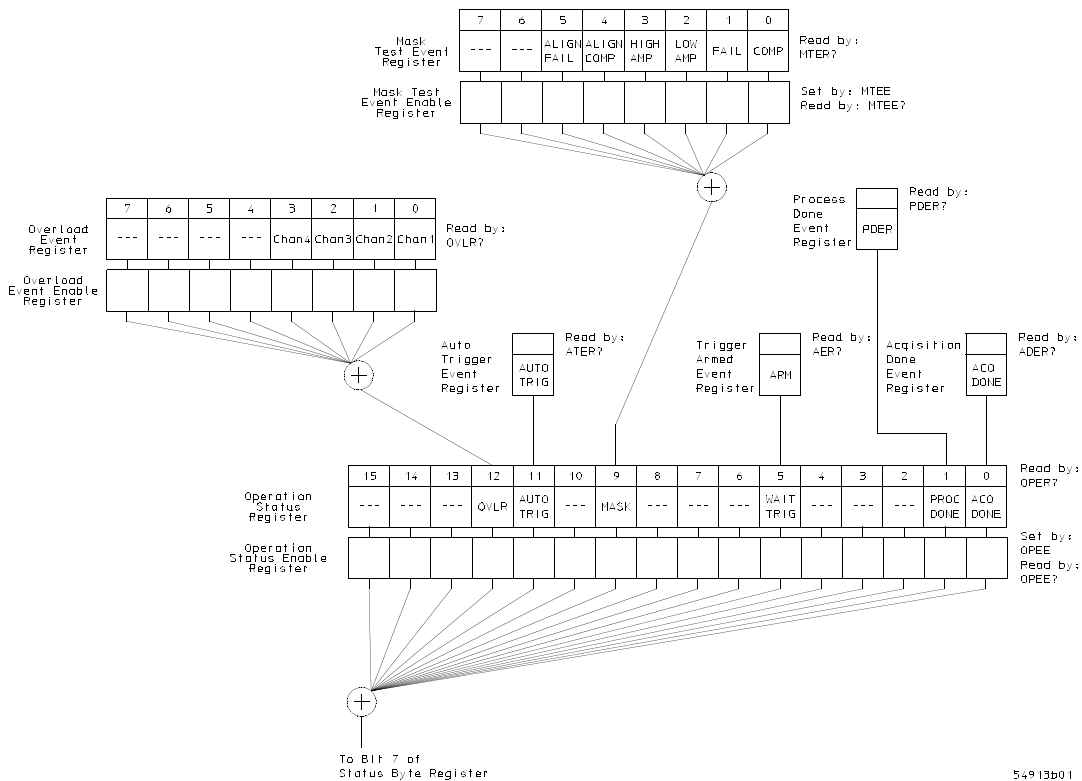 7 6 5 4 3 2 1 0
Mask
Test Event
Register
--- --- ALIGN FAIL ALIGN COMP HIGH AMP LOW AMP FAIL COMP
Read by:
MTER?
Mask Test
Event Enable
Register
Set by: MTEE
Read by: MTEE?
Process
Done
Event
Register
PDER
Read by:
PDER?
7 6 5 4 3 2 1 0
Overload
Event
Register
--- --- --- --- Chan4 Chan3 Chan2 Chan1
Read by:
OVLR?
Overload
Event Enable
Register
Auto
Trigger
Event
Register
AUTO
TRIG
Read by:
ATER?
Trigger
Armed
Event
Register
ARM
Read by:
AER?
Acqisition
Done
Event
Register
ACQ
DONE
Read by:
ADER?
15 14 13 12 11 10 9 8 7 6 5 4 3 2 1 0
Operation
Status
Register
--- --- --- OVLR AUTO TRIG --- MASK --- --- --- WAIT TRIG --- --- --- PROC DONE ACQ DONE
Read by:
OPER?
Operation
Status Enable
Register
Set by:
OPEE
Read by:
OPEE?
To Bit 7 of
Status Byte Register
54913b01